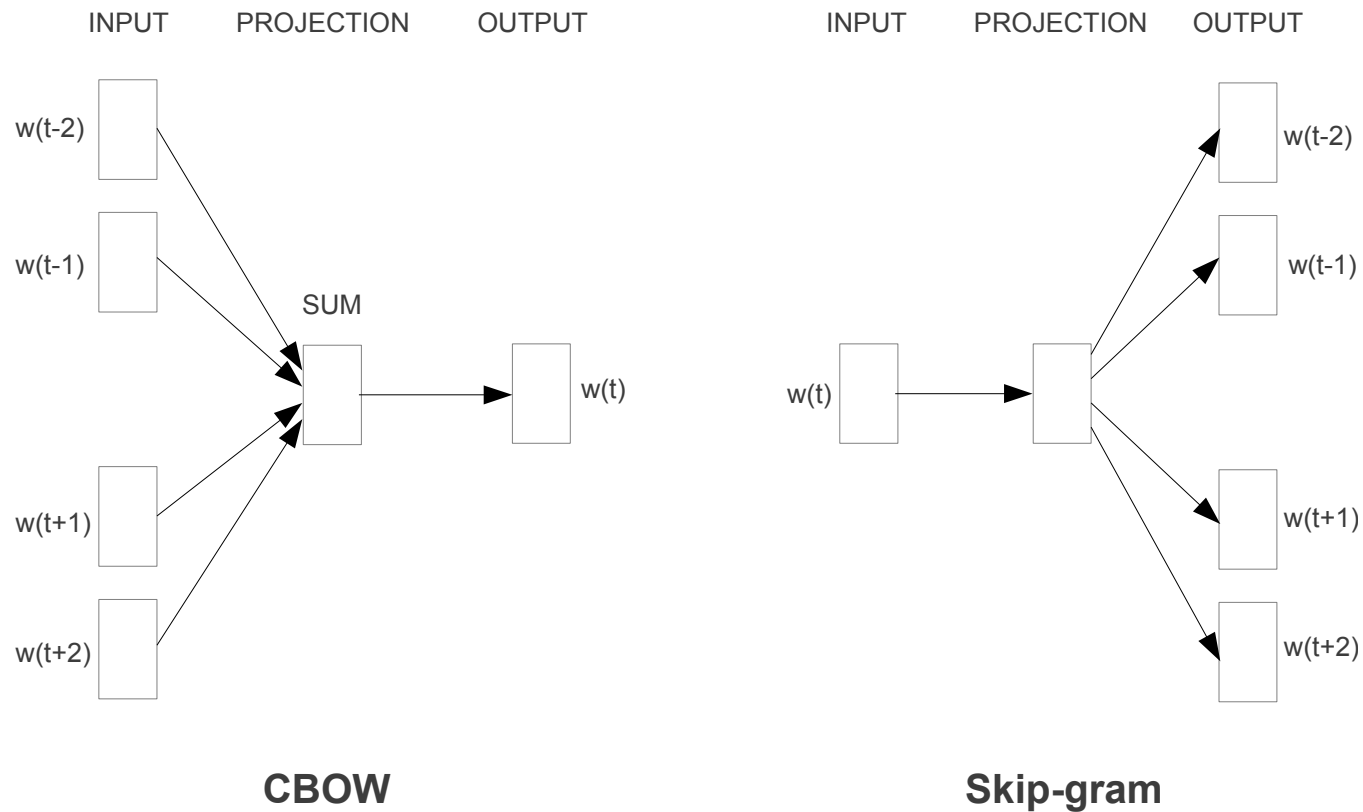 INPUT PROJECTION OUTPUT
w(t-2)
w(t-1)
SUM
w(t)
w(t+1)
w(t+2)
CBOW
INPUT PROJECTION OUTPUT
w(t-2)
w(t-1)
w(t)
w(t+1)
w(t+2)
Skip-gram